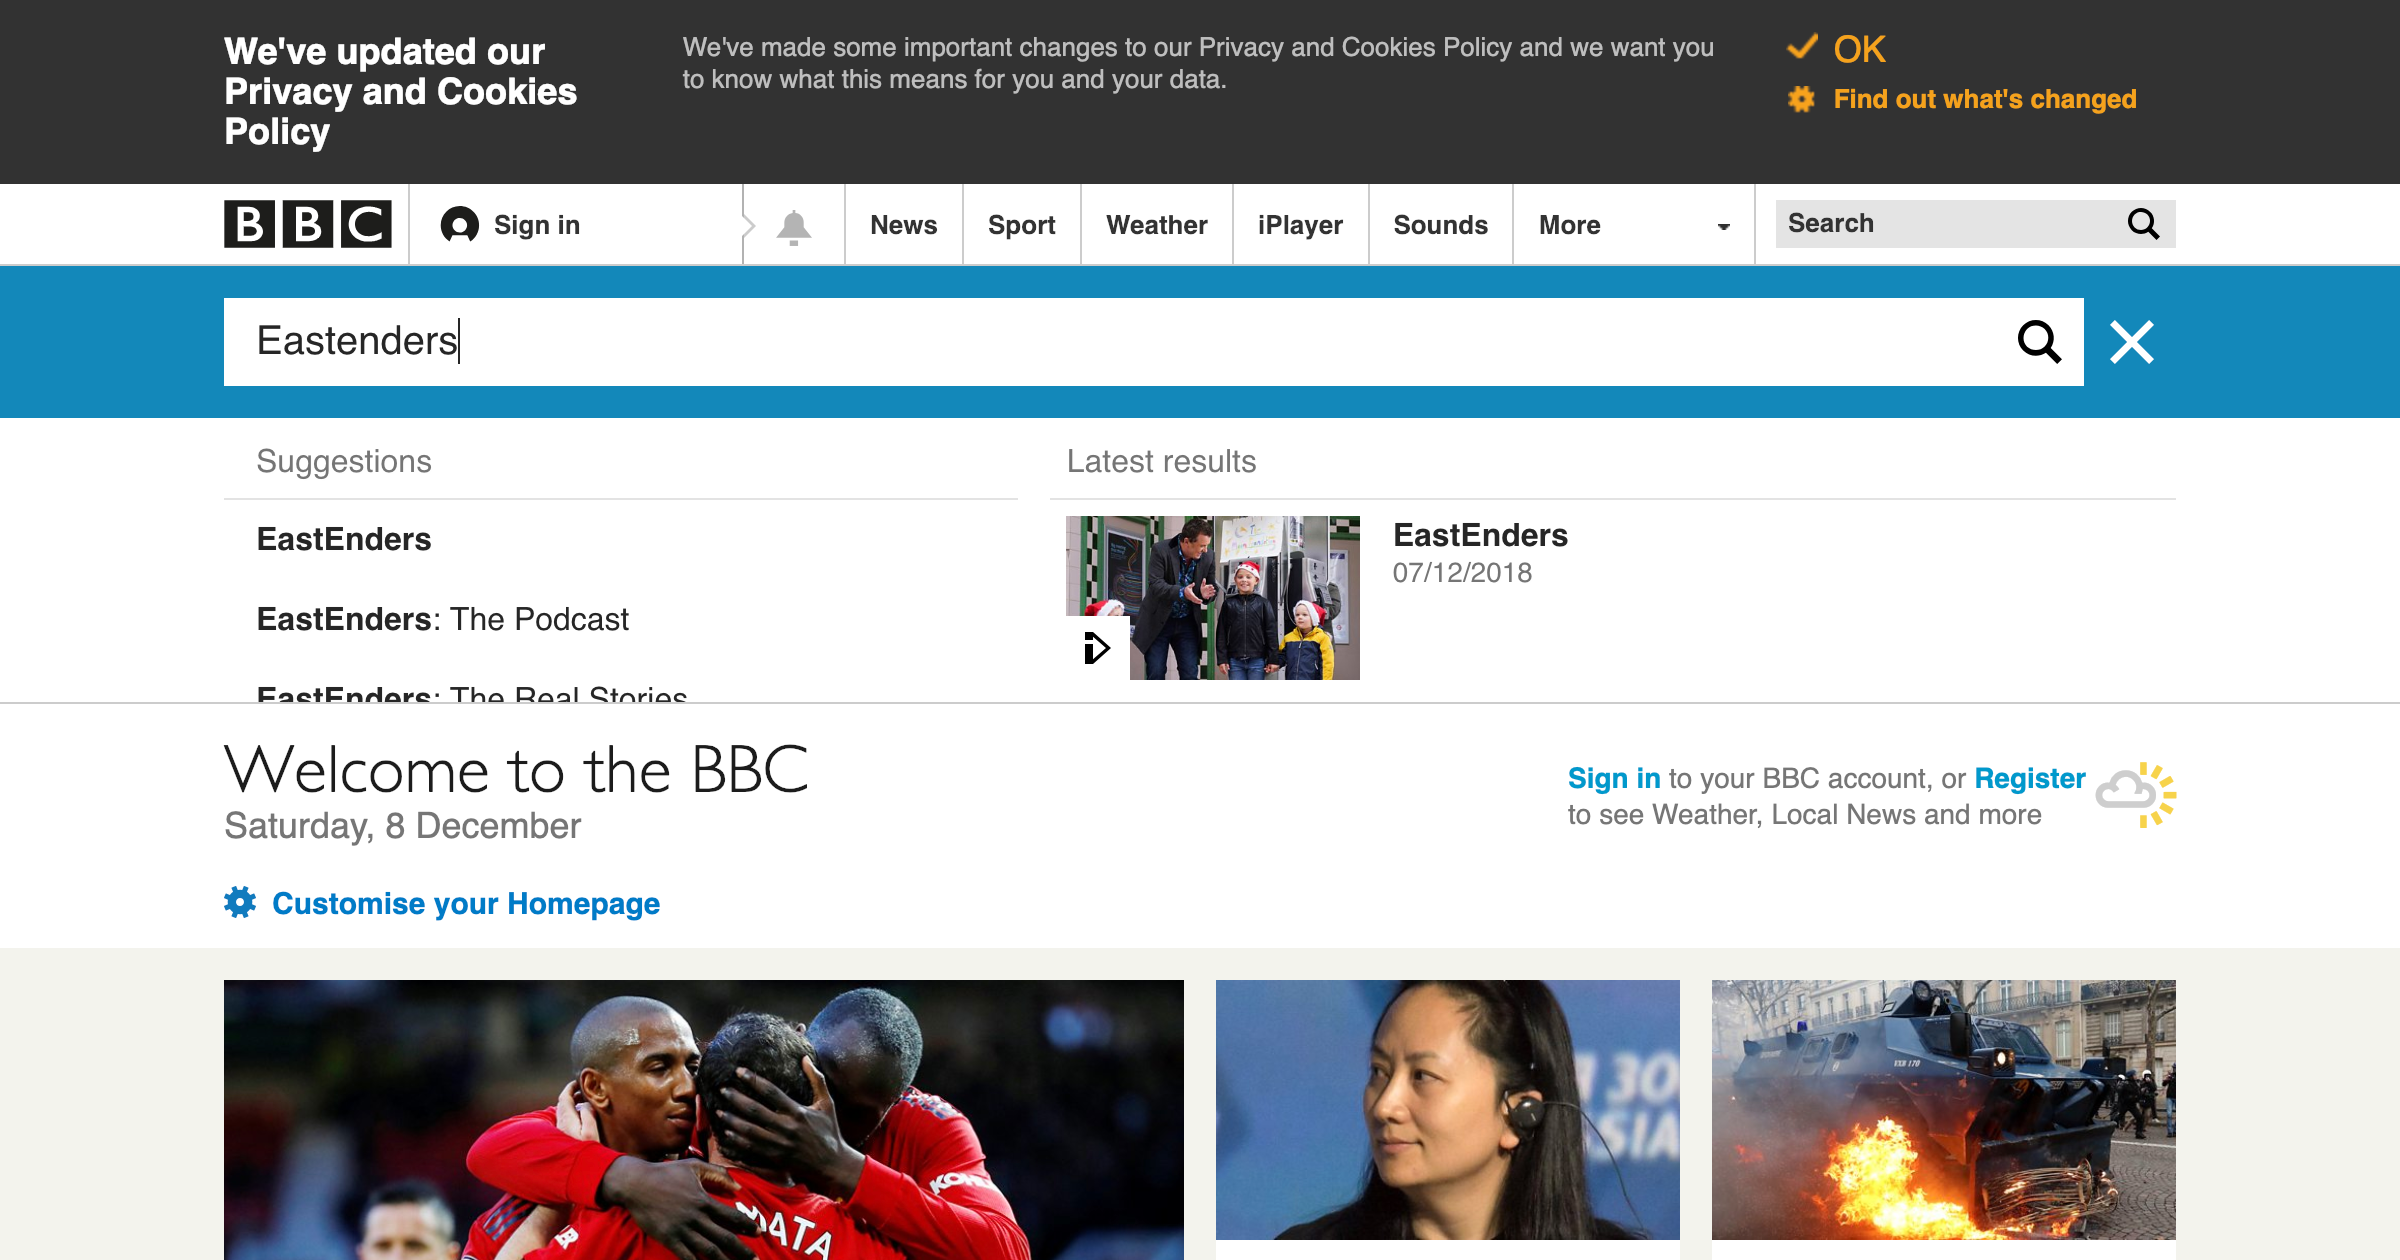 We've updated our
Privacy and Cookies
Policy
We've made some important changes to our Privacy and Cookies Policy and we want you
to know what this means for you and your data.
OK
Find out what's changed
BBC
Sign in
News
Sport
Weather
iPlayer
Sounds
More
Search
Eastenders
Suggestions
Latest results
EastEnders
EastEnders: The Podcast
EastEnders: The Real Stories
EastEnders
07/12/2018
Welcome to the BBC
Saturday, 8 December
Sign in to your BBC account, or Register
to see Weather, Local News and more
Customise your Homepage